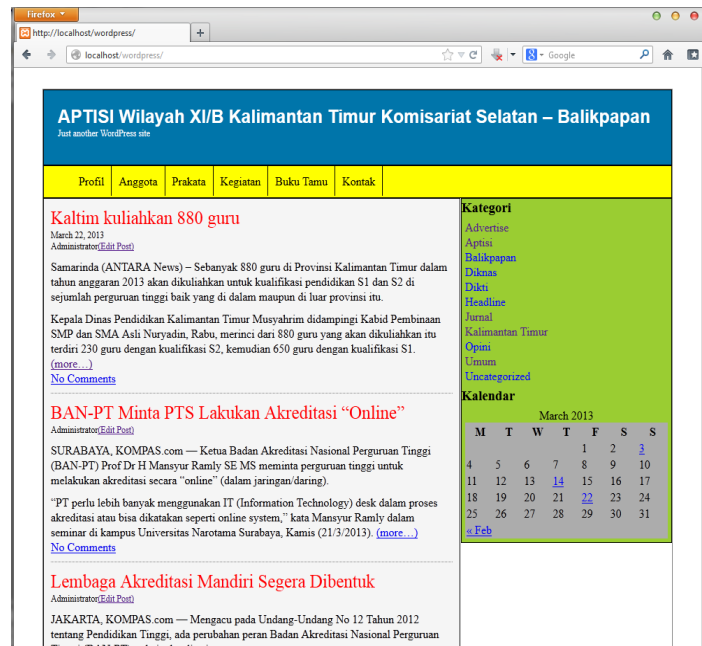 Firefox
http://localhost/wordpress/
+
localhost/wordpress/
Google
APTISI Wilayah XI/B Kalimantan Timur Komisariat Selatan – Balikpapan
Just another WordPress site
Profil Anggota Prakata Kegiatan Buku Tamu Kontak
Kaltim kuliahkan 880 guru
March 22, 2013
Administrator(Edit Post)
Samarinda (ANTARA News) – Sebanyak 880 guru di Provinsi Kalimantan Timur dalam
tahun anggaran 2013 akan dikuliahkan untuk kualifikasi pendidikan S1 dan S2 di
sejumlah perguruan tinggi baik yang di dalam maupun di luar provinsi itu.
Kepala Dinas Pendidikan Kalimantan Timur Musyahrim didampingi Kabid Pembinaan
SMP dan SMA Asli Nuryadin, Rabu, merinci dari 880 guru yang akan dikuliahkan itu
terdiri 230 guru dengan kualifikasi S2, kemudian 650 guru dengan kualifikasi S1.
(more…)
No Comments
BAN-PT Minta PTS Lakukan Akreditasi “Online”
Administrator(Edit Post)
SURABAYA, KOMPAS.com — Ketua Badan Akreditasi Nasional Perguruan Tinggi
(BAN-PT) Prof Dr H Mansyur Ramly SE MS meminta perguruan tinggi untuk
melakukan akreditasi secara “online” (dalam jaringan/daring).
“PT perlu lebih banyak menggunakan IT (Information Technology) desk dalam proses
akreditasi atau bisa dikatakan seperti online system,” kata Mansyur Ramly dalam
seminar di kampus Universitas Narotama Surabaya, Kamis (21/3/2013). (more…)
No Comments
Lembaga Akreditasi Mandiri Segera Dibentuk
Administrator(Edit Post)
JAKARTA, KOMPAS.com — Mengacu pada Undang-Undang No 12 Tahun 2012
tentang Pendidikan Tinggi, ada perubahan peran Badan Akreditasi Nasional Perguruan
Kategori
Advertise
Aptisi
Balikpapan
Diknas
Dikti
Headline
Jurnal
Kalimantan Timur
Opini
Umum
Uncategorized
Kalendar
March 2013
M T W T F S S
1 2 3
4 5 6 7 8 9 10
11 12 13 14 15 16 17
18 19 20 21 22 23 24
25 26 27 28 29 30 31
« Feb